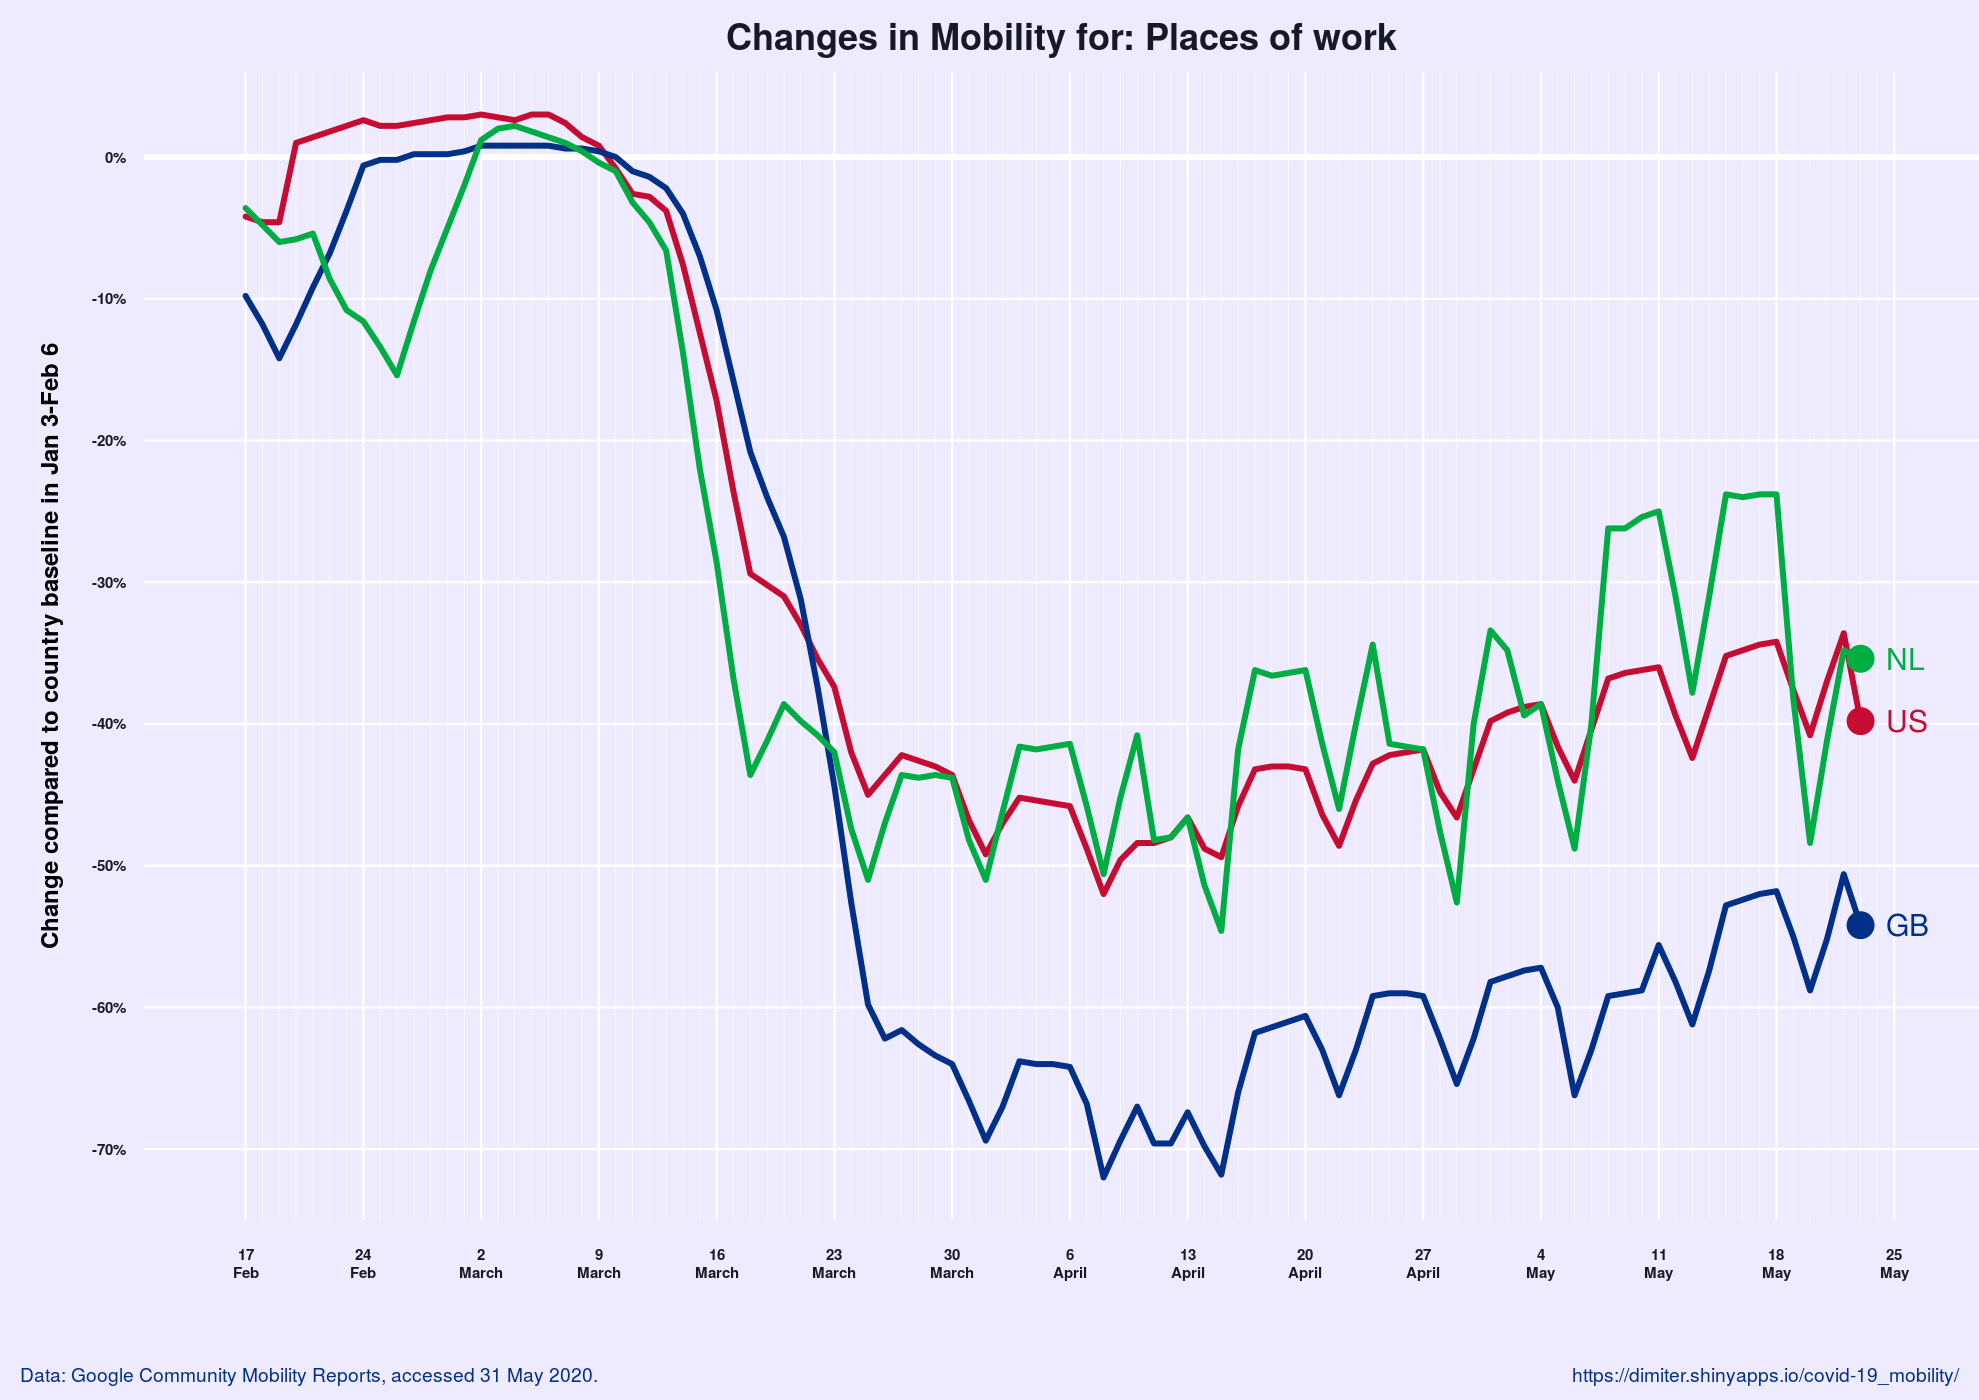 Changes in Mobility for: Places of work
Change compared to country baseline in Jan 3-Feb 6
0%
-10%
-20%
-30%
-40%
-50%
-60%
-70%
NL
US
GB
17 24 2 9 16 23 30 6 13 20 27 4 11 18 25
Feb Feb March March March March March April April April April May May May May
Data: Google Community Mobility Reports, accessed 31 May 2020.
https://dimiter.shinyapps.io/covid-19_mobility/